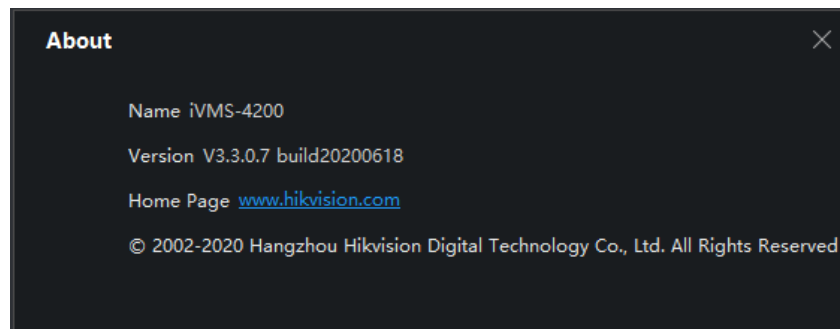 About
Name iVMS-4200
Version V3.3.0.7 build20200618
Home Page www.hikvision.com
© 2002-2020 Hangzhou Hikvision Digital Technology Co., Ltd. All Rights Reserved